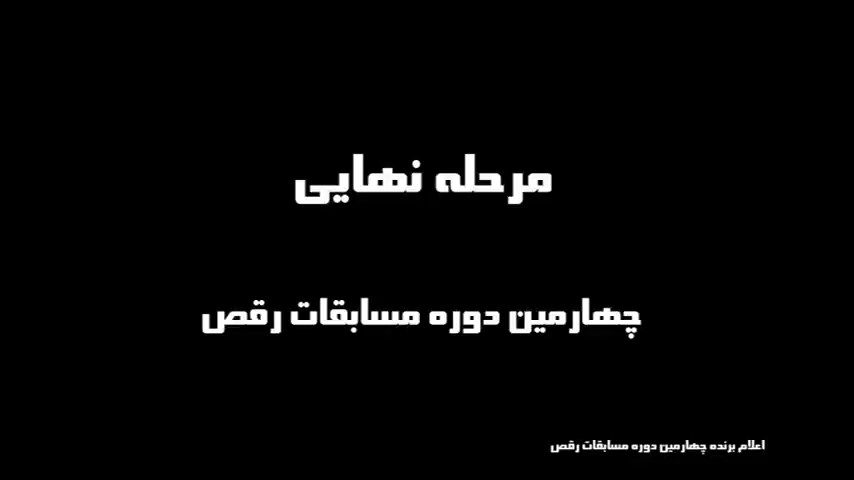 مرحله نهایی
چهارمین دوره مسابقات رقص
اعلام برنده چهارمین دوره مسابقات رقص